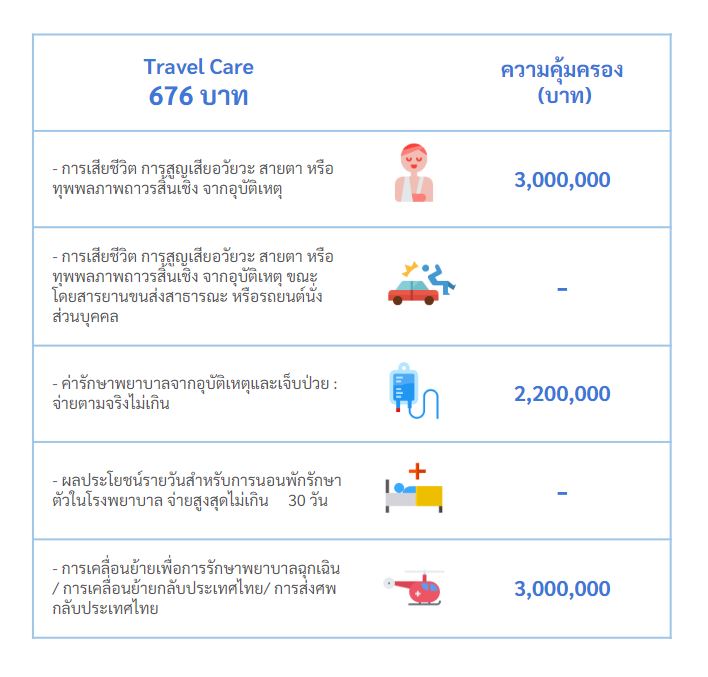 Travel Care
676 บาท
ความคุ้มครอง
(บาท)
- การเสียชีวิต การสูญเสียอวัยวะ สายตา หรือ
ทุพพลภาพถาวรสิ้นเชิง จากอุบัติเหตุ
3,000,000
- การเสียชีวิต การสูญเสียอวัยวะ สายตา หรือ
ทุพพลภาพถาวรสิ้นเชิง จากอุบัติเหตุ ขณะ
โดยสารยานขนส่งสาธารณะ หรือรถยนต์นั่ง
ส่วนบุคคล
-
- ค่ารักษาพยาบาลจากอุบัติเหตุและเจ็บป่วย :
จ่ายตามจริงไม่เกิน
2,200,000
- ผลประโยชน์รายวันสำหรับการนอนพักรักษา
ตัวในโรงพยาบาล จ่ายสูงสุดไม่เกิน 30 วัน
-
- การเคลื่อนย้ายเพื่อการรักษาพยาบาลฉุกเฉิน
/ การเคลื่อนย้ายกลับประเทศไทย/ การส่งศพ
กลับประเทศไทย
3,000,000